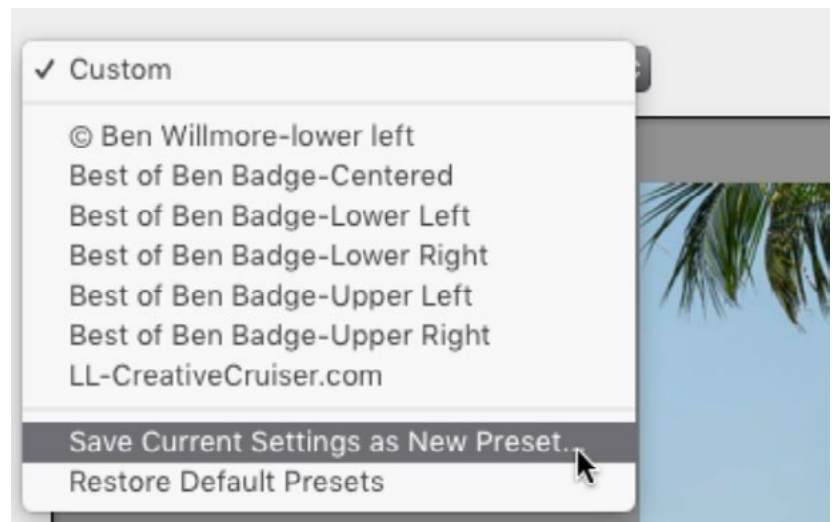 ✓ Custom
© Ben Willmore-lower left
Best of Ben Badge-Centered
Best of Ben Badge-Lower Left
Best of Ben Badge-Lower Right
Best of Ben Badge-Upper Left
Best of Ben Badge-Upper Right
LL-CreativeCruiser.com
Save Current Settings as New Preset...
Restore Default Presets